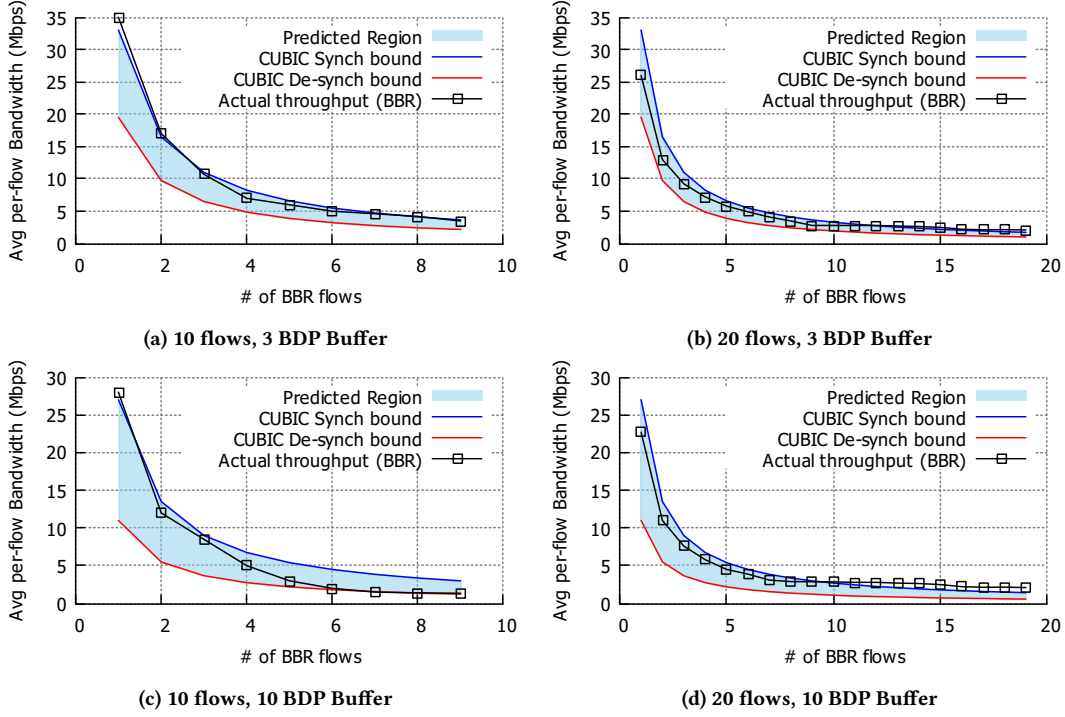 Avg per-flow Bandwidth (Mbps)
35
30
25
20
15
10
5
0
Predicted Region
CUBIC Synch bound
CUBIC De-synch bound
Actual throughput (BBR)
0 2 4 6 8 10
# of BBR flows
(a) 10 flows, 3 BDP Buffer
Avg per-flow Bandwidth (Mbps)
35
30
25
20
15
10
5
0
Predicted Region
CUBIC Synch bound
CUBIC De-synch bound
Actual throughput (BBR)
0 5 10 15 20
# of BBR flows
(b) 20 flows, 3 BDP Buffer
Avg per-flow Bandwidth (Mbps)
30
25
20
15
10
5
0
Predicted Region
CUBIC Synch bound
CUBIC De-synch bound
Actual throughput (BBR)
0 2 4 6 8 10
# of BBR flows
(c) 10 flows, 10 BDP Buffer
Avg per-flow Bandwidth (Mbps)
30
25
20
15
10
5
0
Predicted Region
CUBIC Synch bound
CUBIC De-synch bound
Actual throughput (BBR)
0 5 10 15 20
# of BBR flows
(d) 20 flows, 10 BDP Buffer